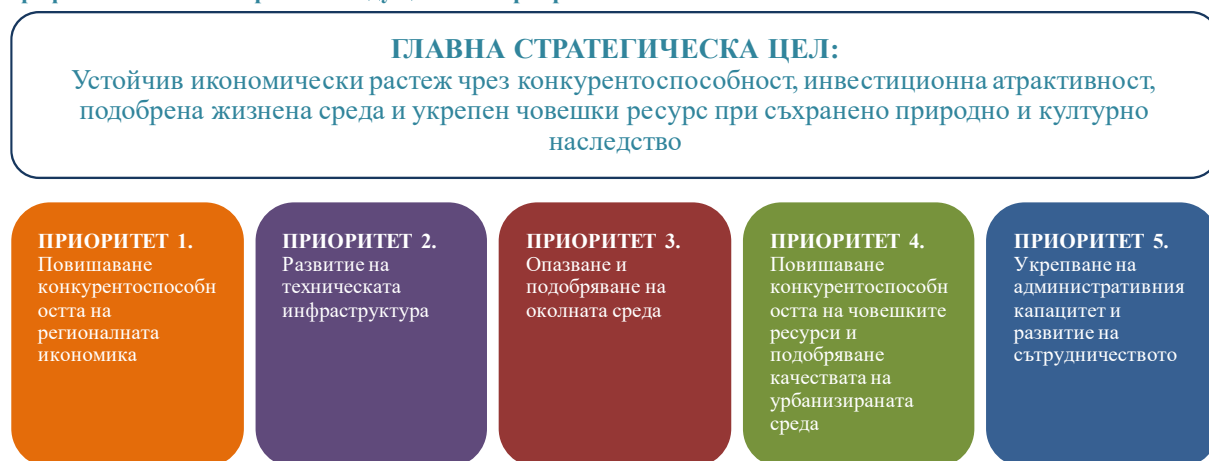 ГЛАВНА СТРАТЕГИЧЕСКА ЦЕЛ:
Устойчив икономически растеж чрез конкурентоспособност, инвестиционна атрактивност,
подобрена жизнена среда и укрепен човешки ресурс при съхранено природно и културно
наследство
ПРИОРИТЕТ 1.
Повишаване
конкурентоспособн
остта на
регионалната
икономика
ПРИОРИТЕТ 2.
Развитие на
техническата
инфраструктура
ПРИОРИТЕТ 3.
Опазване и
подобряване на
околната среда
ПРИОРИТЕТ 4.
Повишаване
конкурентоспособн
остта на човешките
ресурси и
подобряване
качествата на
урбанизираната
среда
ПРИОРИТЕТ 5.
Укрепване на
административния
капацитет и
развитие на
сътрудничеството